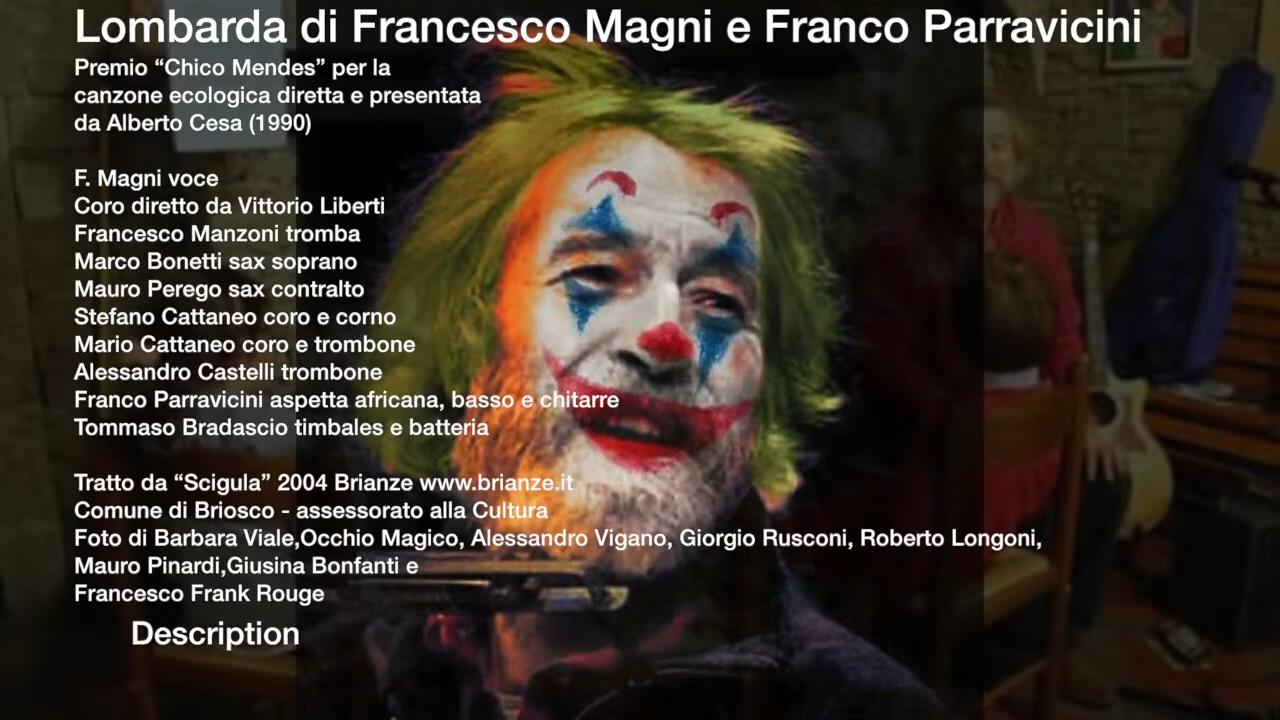 Lombarda di Francesco Magni e Franco Parravicini
Premio “Chico Mendes” per la
canzone ecologica diretta e presentata
da Alberto Cesa (1990)
F. Magni voce
Coro diretto da Vittorio Liberti
Francesco Manzoni tromba
Marco Bonetti sax soprano
Mauro Perego sax contralto
Stefano Cattaneo coro e corno
Mario Cattaneo coro e trombone
Alessandro Castelli trombone
Franco Parravicini aspetta africana, basso e chitarre
Tommaso Bradascio timbales e batteria
Tratto da “Scigula” 2004 Brianze www.brianze.it
Comune di Briosco - assessorato alla Cultura
Foto di Barbara Viale,Occhio Magico, Alessandro Vigano, Giorgio Rusconi, Roberto Longoni,
Mauro Pinardi,Giusina Bonfanti e
Francesco Frank Rouge
Description